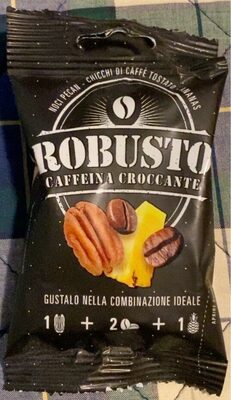 NOCI PECAN · CHICCHI DI CAFFÈ TOSTATO · ANANAS
ROBUSTO
CAFFEINA CROCCANTE
GUSTALO NELLA COMBINAZIONE IDEALE
1 + 2 + 1